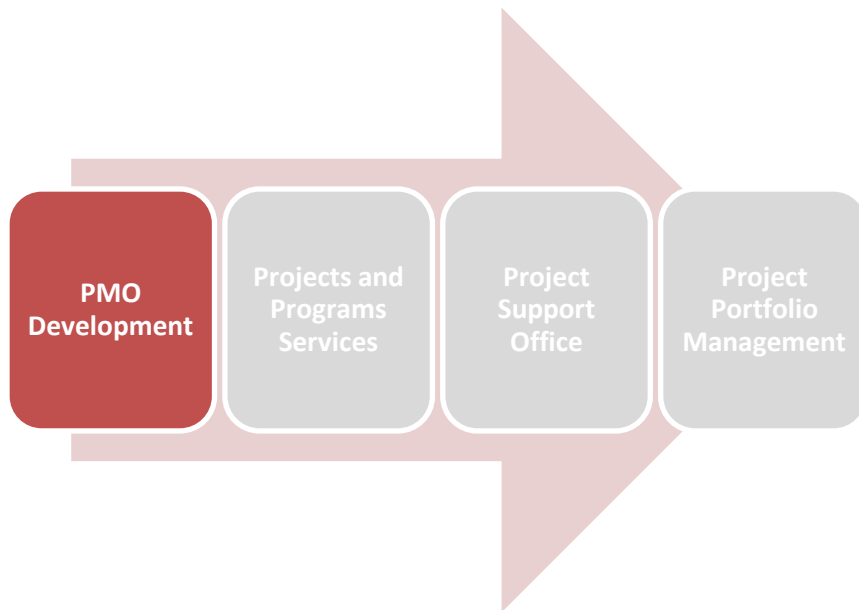 PMO
Development
Projects and
Programs
Services
Project
Support
Office
Project
Portfolio
Management